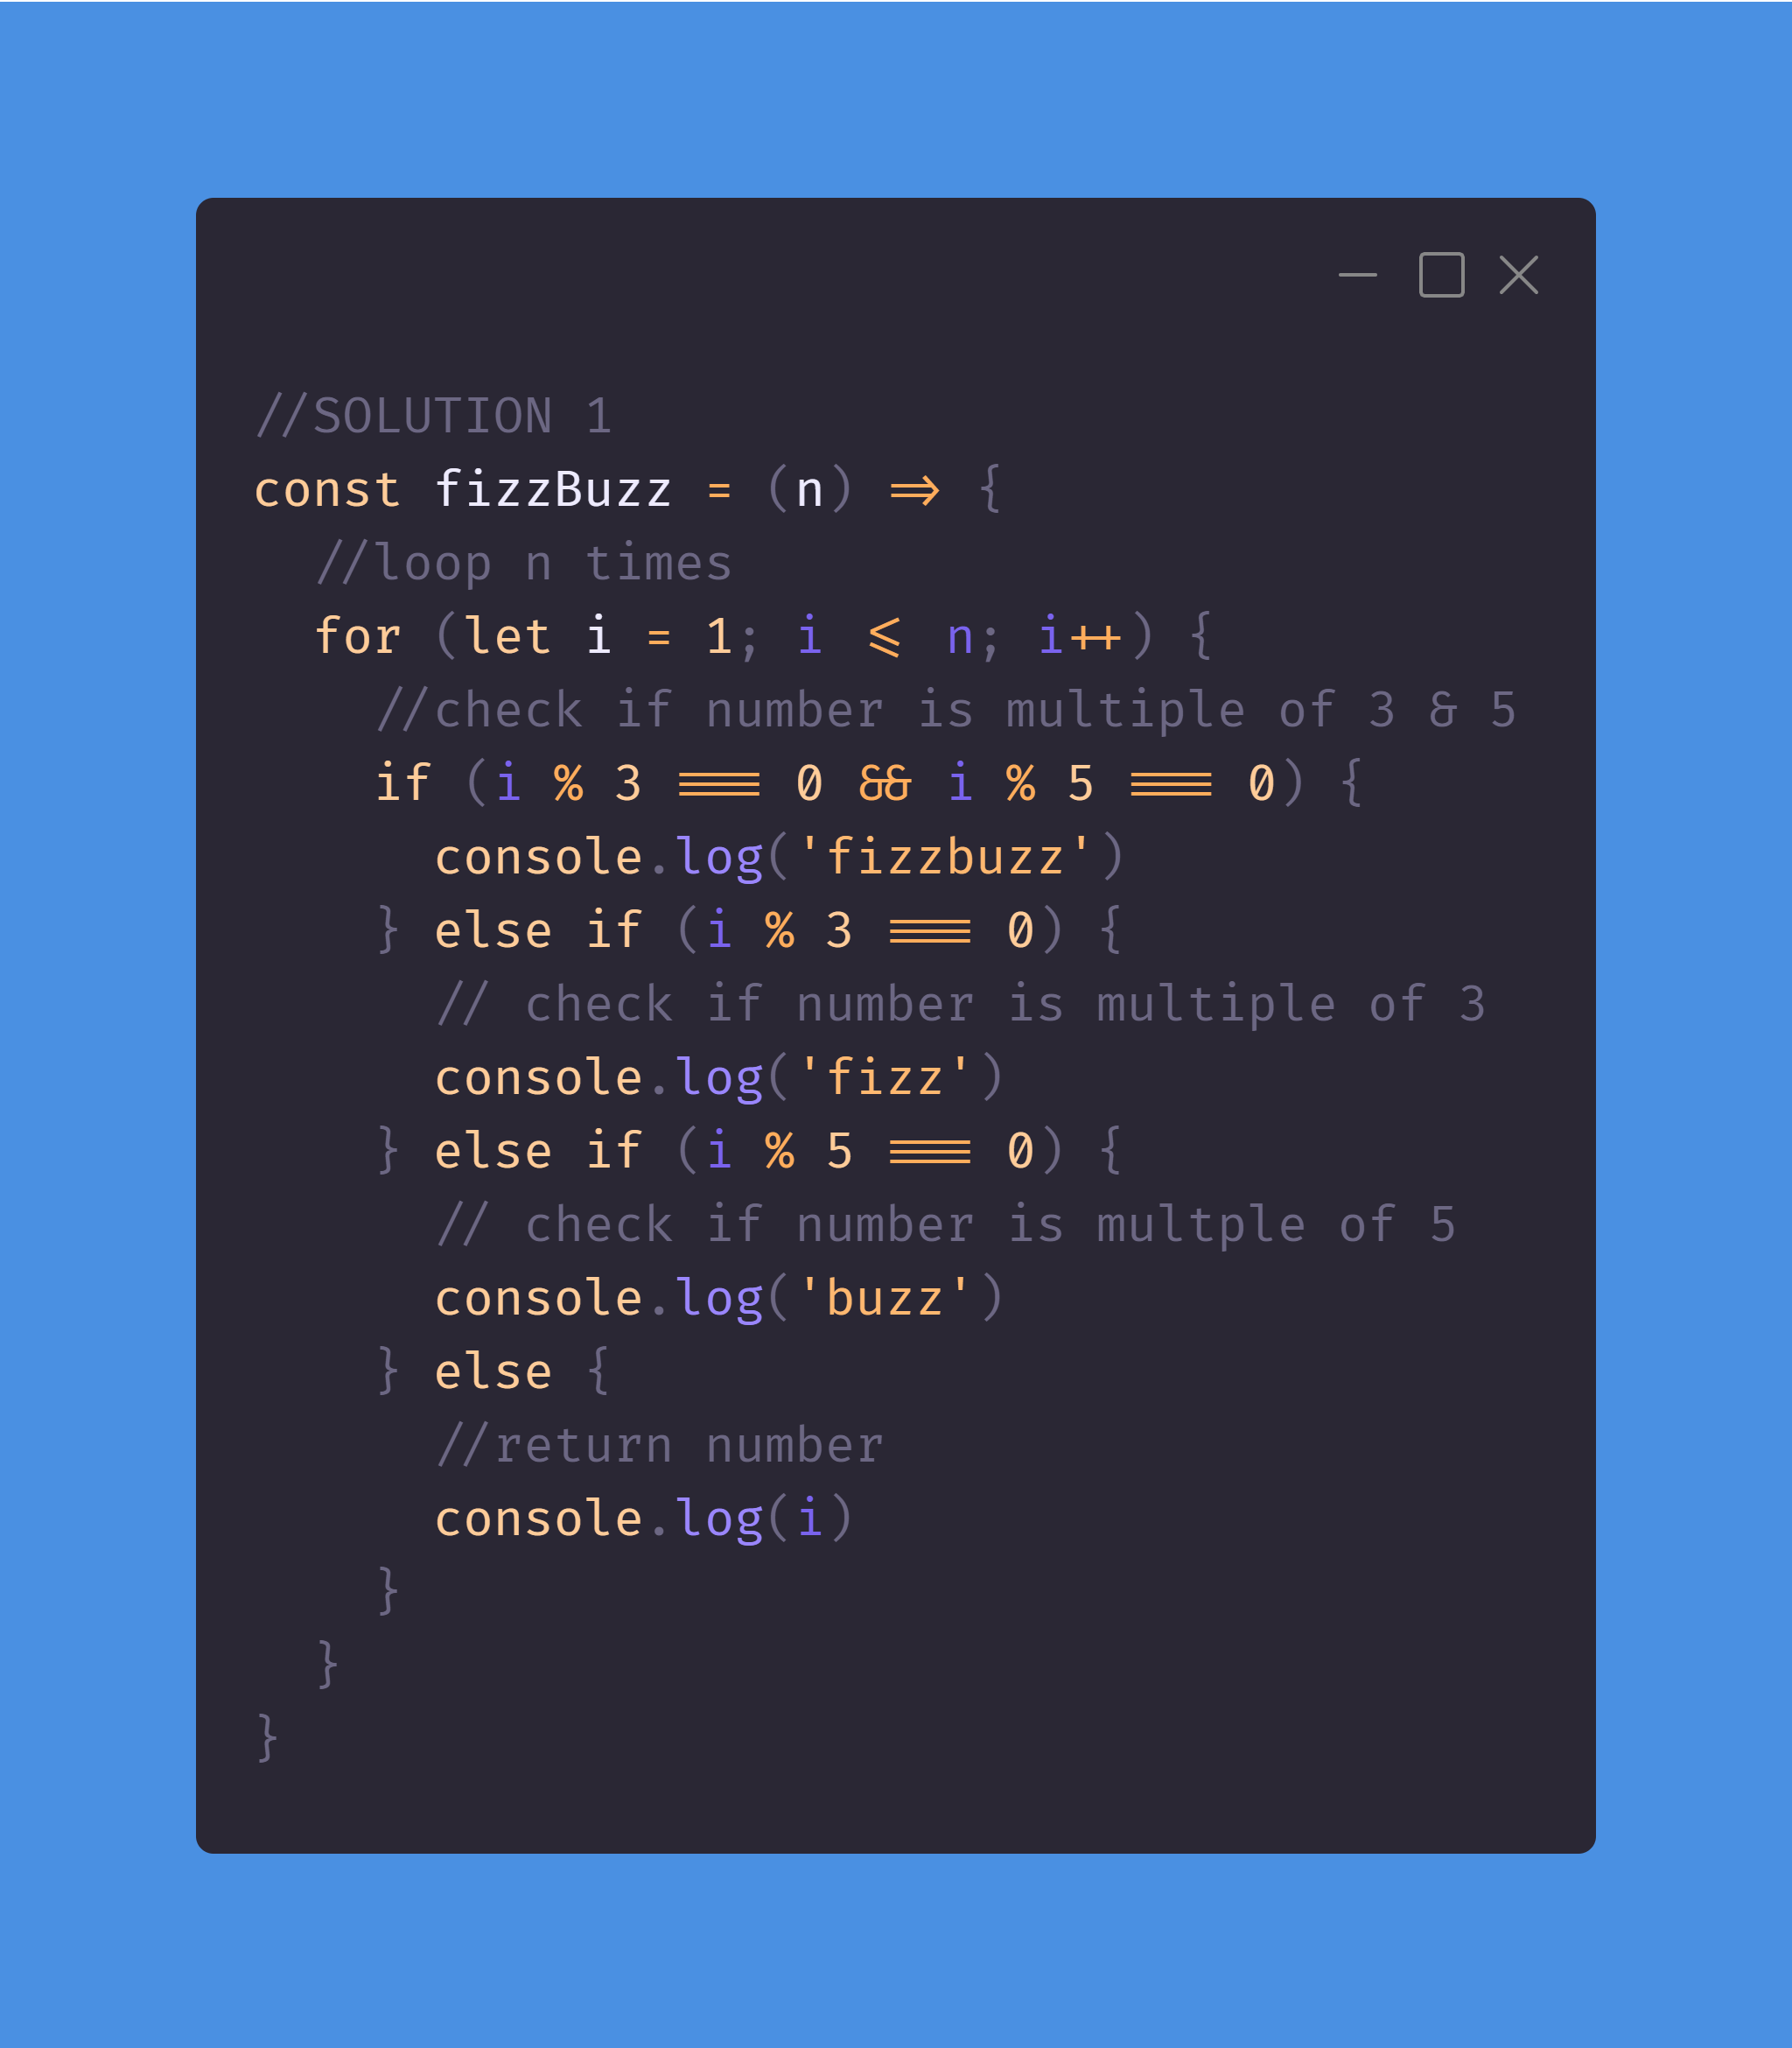 //SOLUTION 1
const fizzBuzz = (n) => {
  //loop n times
  for (let i = 1; i <= n; i++) {
    //check if number is multiple of 3 & 5
    if (i % 3 === 0 && i % 5 === 0) {
      console.log('fizzbuzz')
    } else if (i % 3 === 0) {
      // check if number is multiple of 3
      console.log('fizz')
    } else if (i % 5 === 0) {
      // check if number is multple of 5
      console.log('buzz')
    } else {
      //return number
      console.log(i)
    }
  }
}